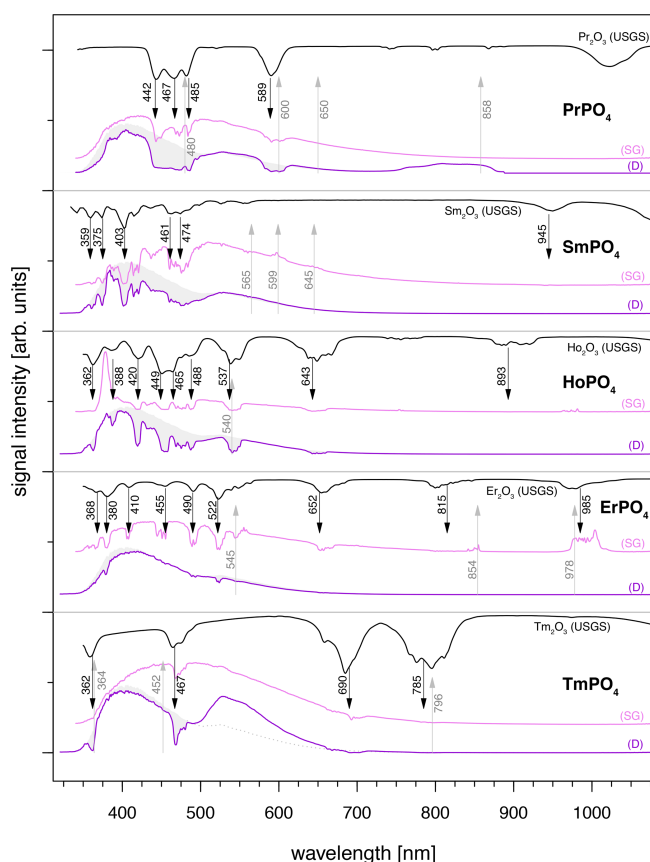 signal intensity [arb. units]
Pr2O3 (USGS)
442
467
485
589
480
600
650
858
PrPO4
(SG)
(D)
Sm2O3 (USGS)
359
375
403
461
474
945
565
599
645
SmPO4
(SG)
(D)
Ho2O3 (USGS)
362
388
420
449
465
488
537
643
893
540
HoPO4
(SG)
(D)
Er2O3 (USGS)
368
380
410
455
490
522
652
815
985
545
854
978
ErPO4
(SG)
(D)
Tm2O3 (USGS)
362
364
452
467
690
785
796
TmPO4
(SG)
(D)
400 500 600 700 800 900 1000
wavelength [nm]